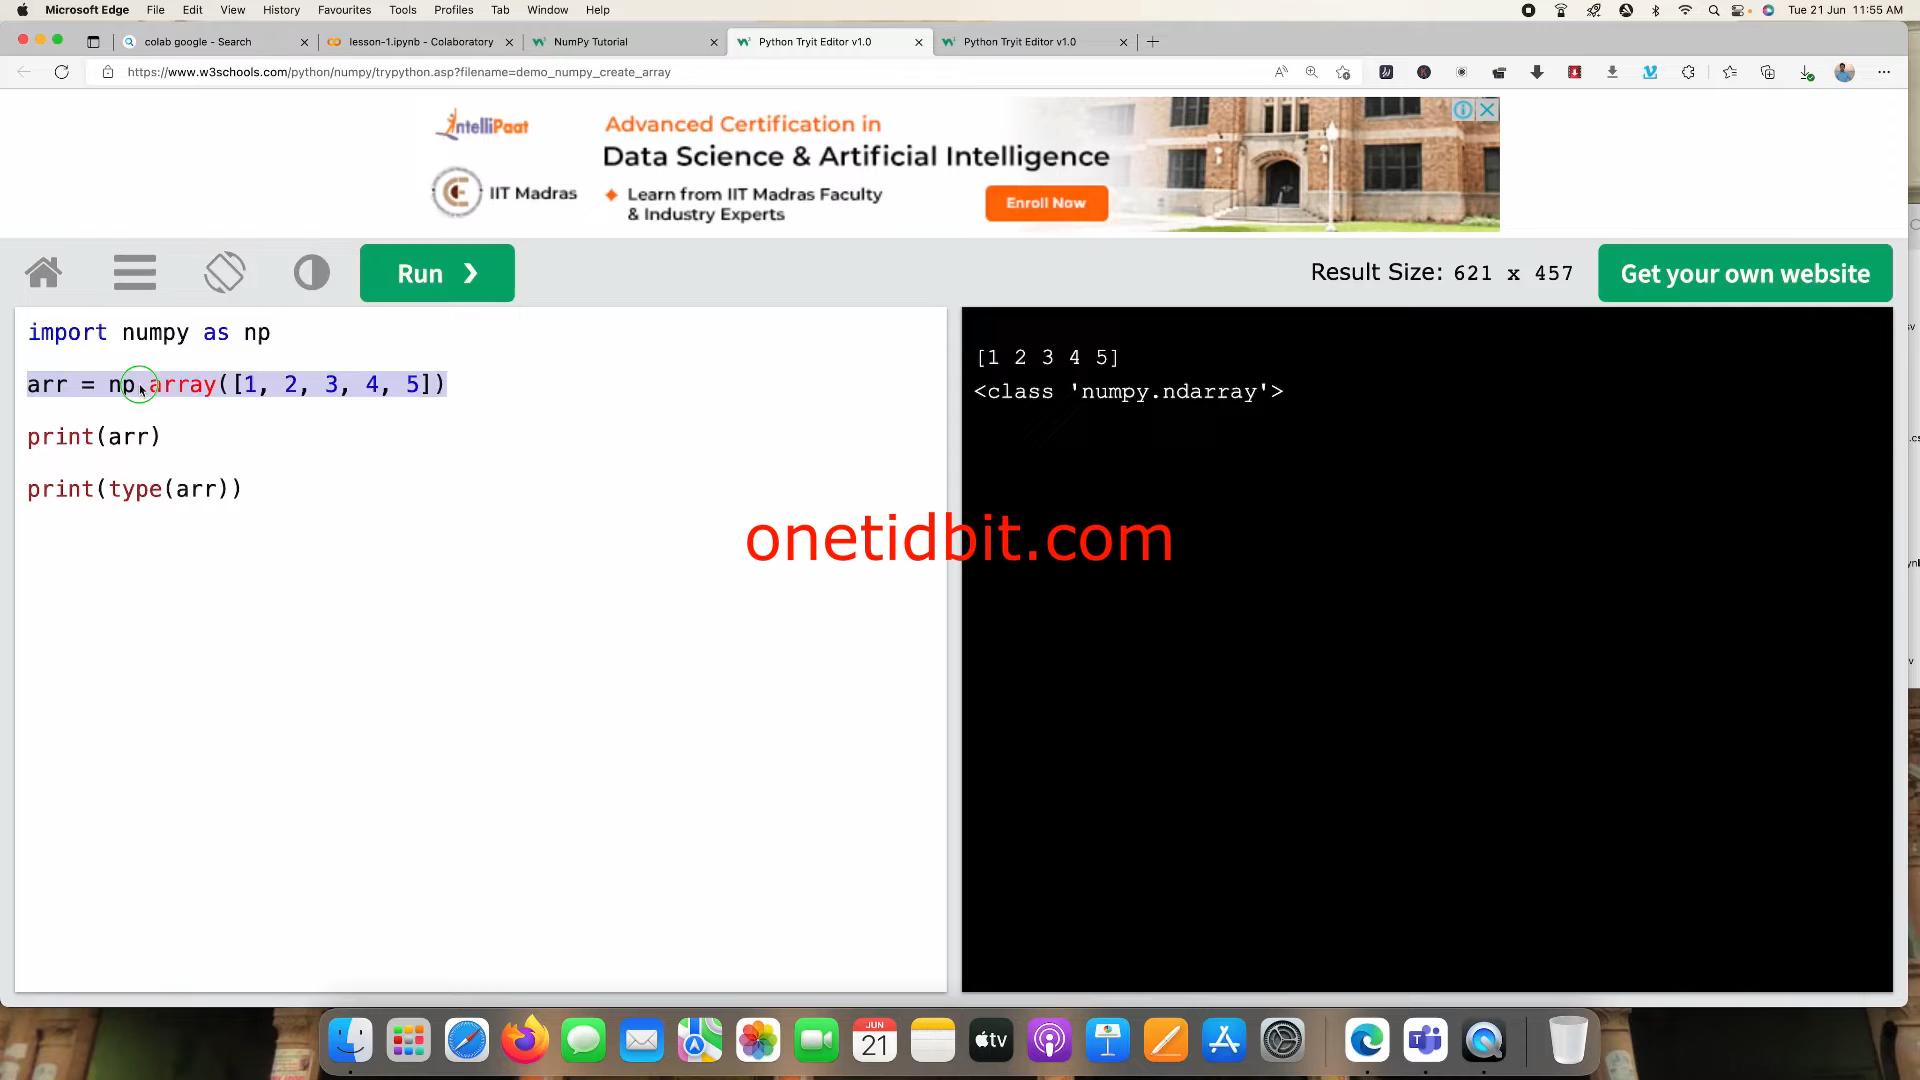 Microsoft Edge File Edit View History Favourites Tools Profiles Tab Window Help Tue 21 Jun 11:55 AM
colab google - Search lesson-1.ipynb - Colaboratory NumPy Tutorial Python Tryit Editor v1.0 Python Tryit Editor v1.0
https://www.w3schools.com/python/numpy/trypython.asp?filename=demo_numpy_create_array
IntelliPaat
IIT Madras
Advanced Certification in
Data Science & Artificial Intelligence
Learn from IIT Madras Faculty
& Industry Experts
Enroll Now
Run ❯ Result Size: 621 x 457 Get your own website
import numpy as np
arr = np.array([1, 2, 3, 4, 5])
print(arr)
print(type(arr))
[1 2 3 4 5]
<class 'numpy.ndarray'>
onetidbit.com
JUN
21
tv